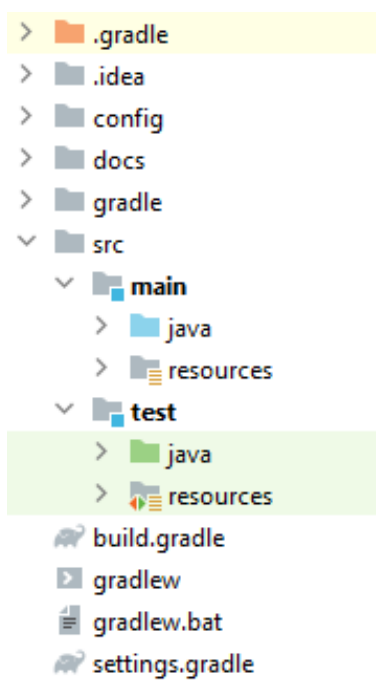 .gradle
.idea
config
docs
gradle
src
main
java
resources
test
java
resources
build.gradle
gradlew
gradlew.bat
settings.gradle